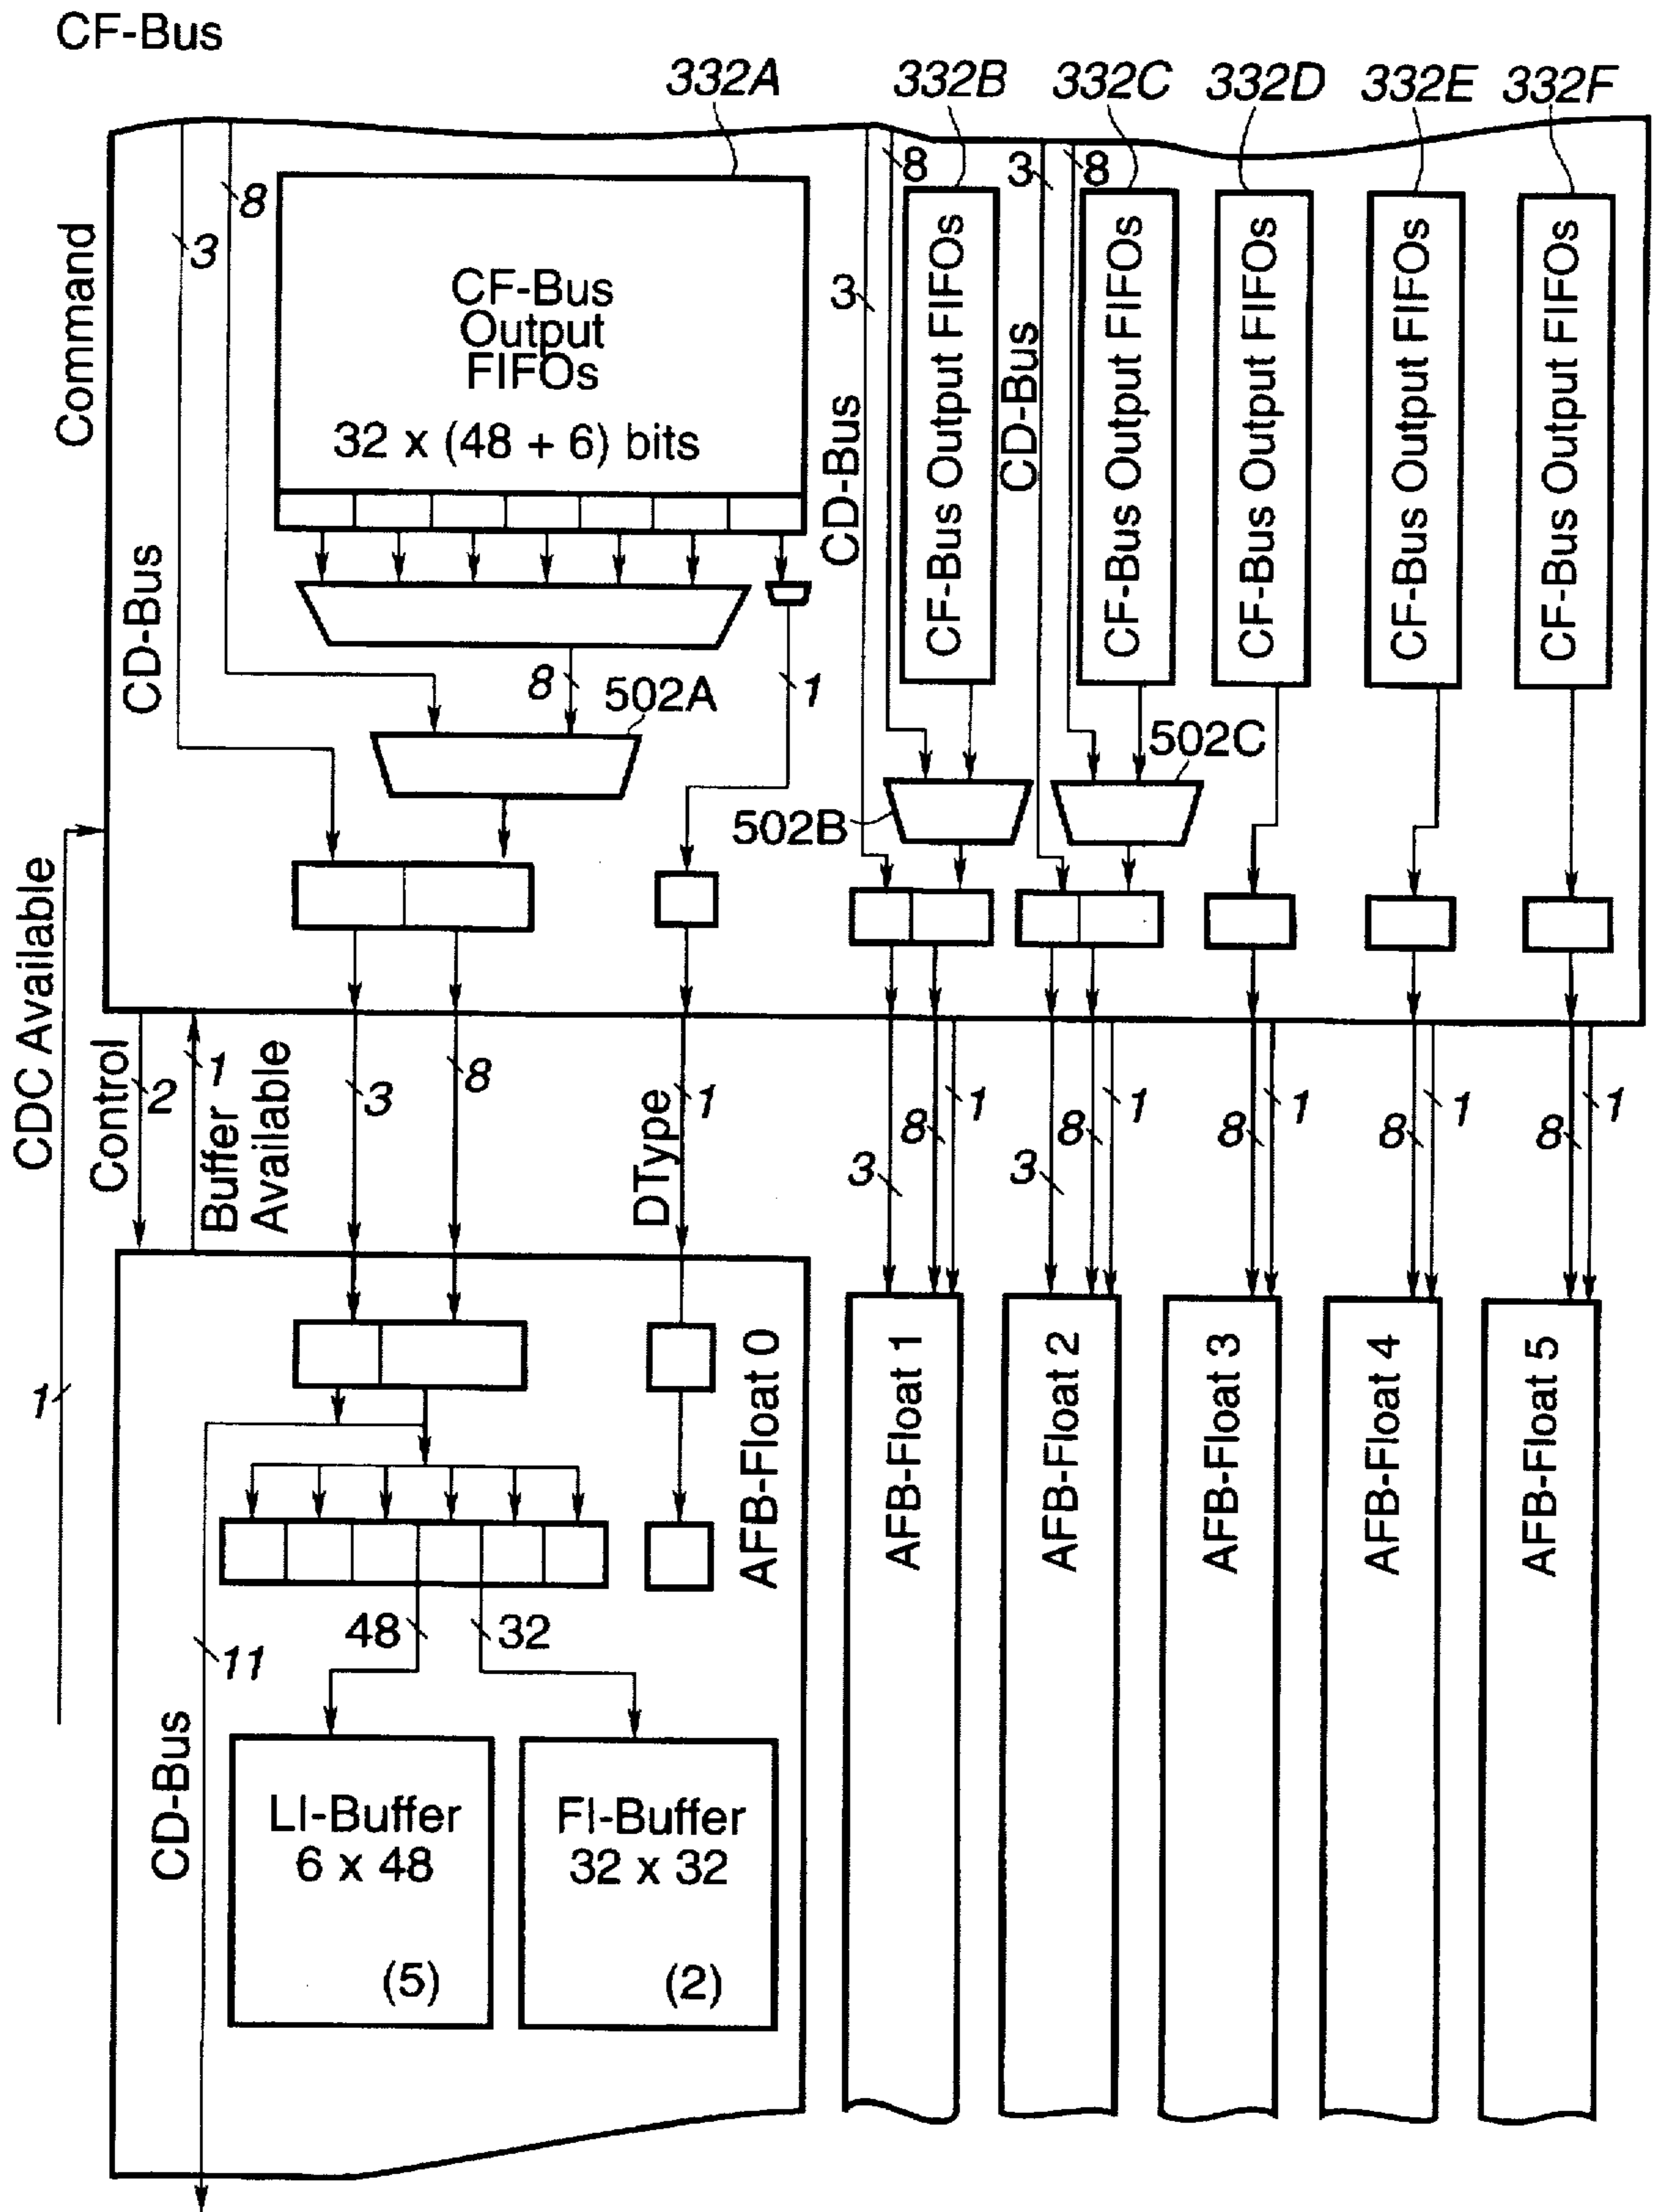 CF-Bus
332A
332B
332C
332D
332E
332F
Command
CD-Bus
3
8
CF-Bus
Output
FIFOs
32 x (48 + 6) bits
8
502A
1
CD-Bus
3
8
CF-Bus Output FIFOs
CD-Bus
3
8
CF-Bus Output FIFOs
CF-Bus Output FIFOs
CF-Bus Output FIFOs
CF-Bus Output FIFOs
502B
502C
CDC Available
1
Control
2
1
Buffer
Available
3
8
DType
1
3
8
1
3
8
1
8
1
8
1
8
1
AFB-Float 0
AFB-Float 1
AFB-Float 2
AFB-Float 3
AFB-Float 4
AFB-Float 5
48
32
11
CD-Bus
LI-Buffer
6 x 48
(5)
FI-Buffer
32 x 32
(2)